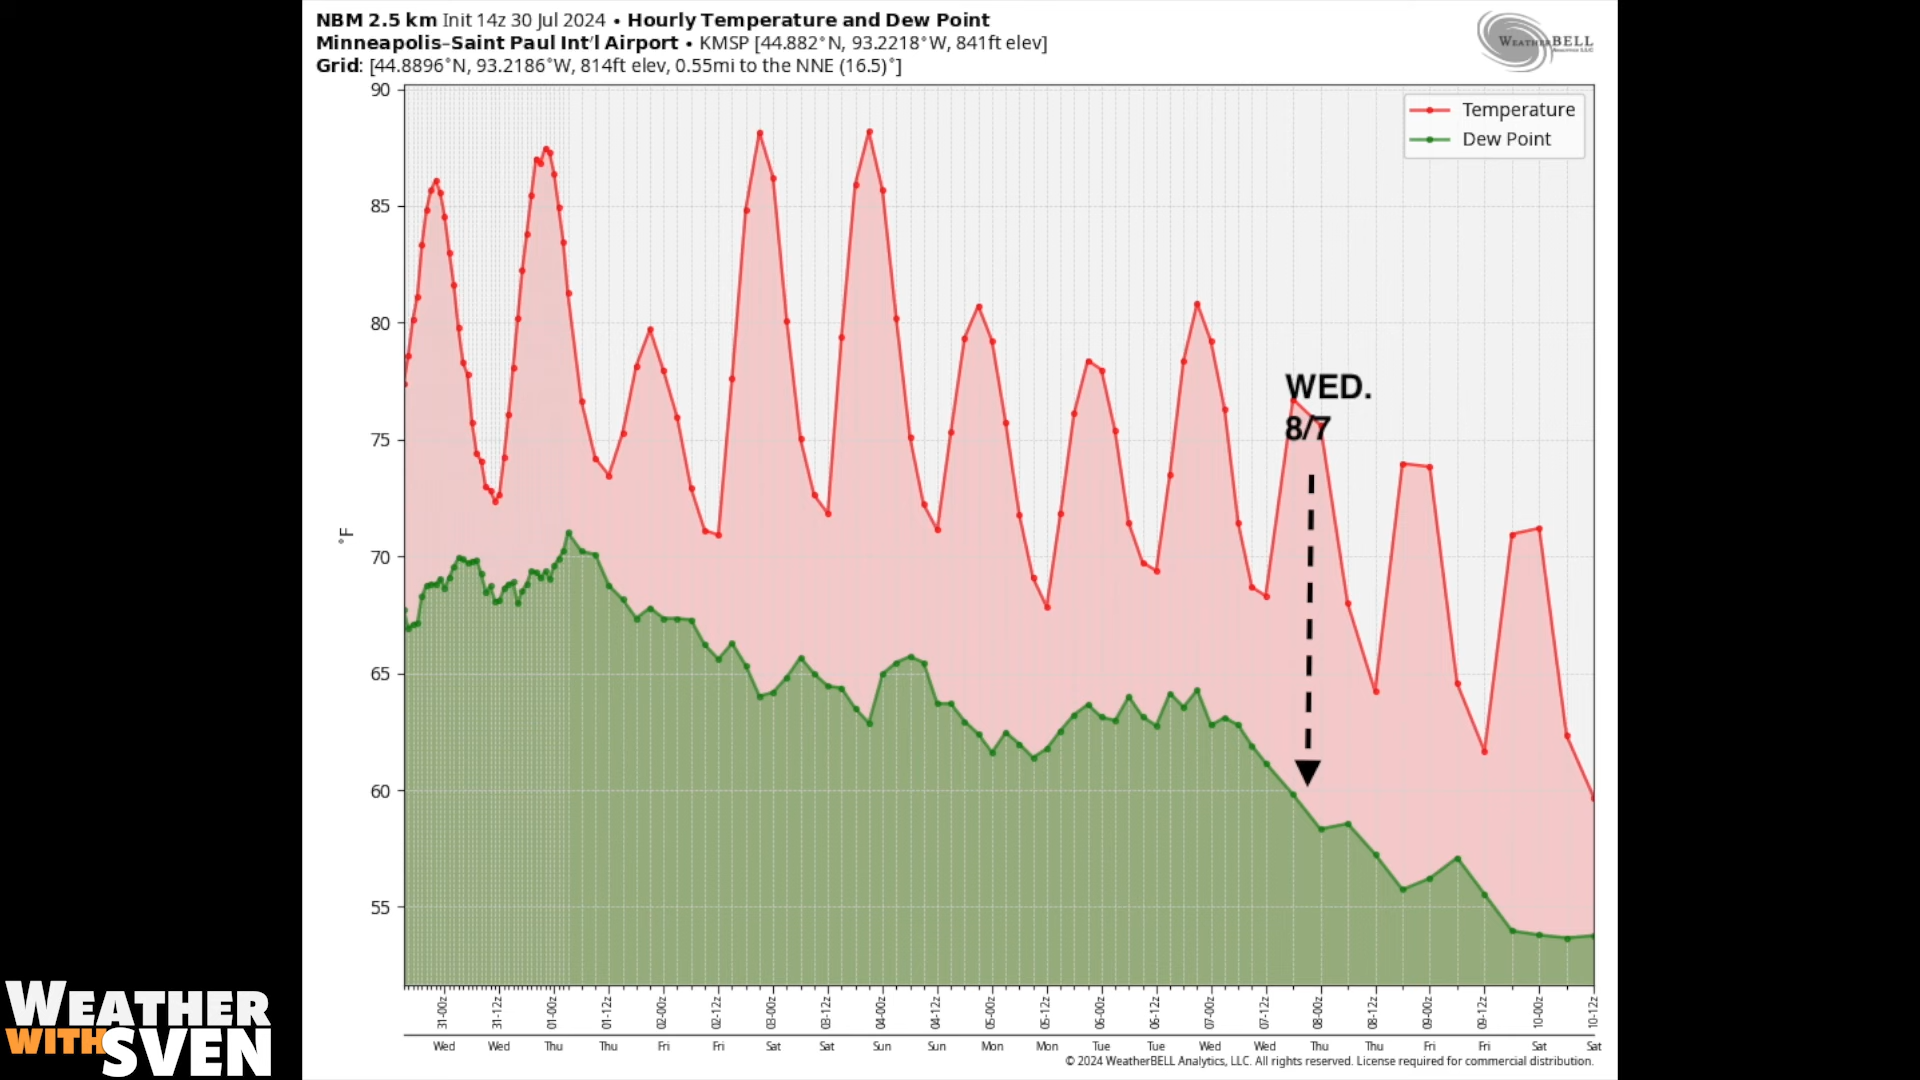 NBM 2.5 km Init 14z 30 Jul 2024 • Hourly Temperature and Dew Point
Minneapolis–Saint Paul Int'l Airport • KMSP [44.882°N, 93.2218°W, 841ft elev]
Grid: [44.8896°N, 93.2186°W, 814ft elev, 0.55mi to the NNE (16.5)°]
WEATHERBELL
90
Temperature
Dew Point
85
80
WED.
8/7
75
°F
70
65
60
55
31-00z 31-12z 01-00z 01-12z 02-00z 02-12z 03-00z 03-12z 04-00z 04-12z 05-00z 05-12z 06-00z 06-12z 07-00z 07-12z 08-00z 08-12z 09-00z 09-12z 10-00z 10-12z
Wed Wed Thu Thu Fri Fri Sat Sat Sun Sun Mon Mon Tue Tue Wed Wed Thu Thu Fri Fri Sat Sat
© 2024 WeatherBELL Analytics, LLC. All rights reserved. License required for commercial distribution.
WEATHER
WITH SVEN